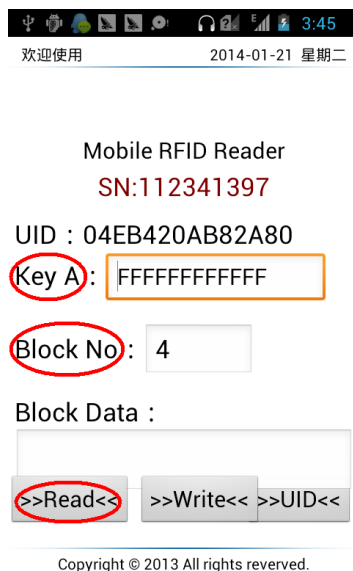 3:45
欢迎使用 2014-01-21 星期二
Mobile RFID Reader
SN:112341397
UID : 04EB420AB82A80
Key A : FFFFFFFFFFFF
Block No : 4
Block Data :
>>Read<< >>Write<< >>UID<<
Copyright © 2013 All rights reserved.